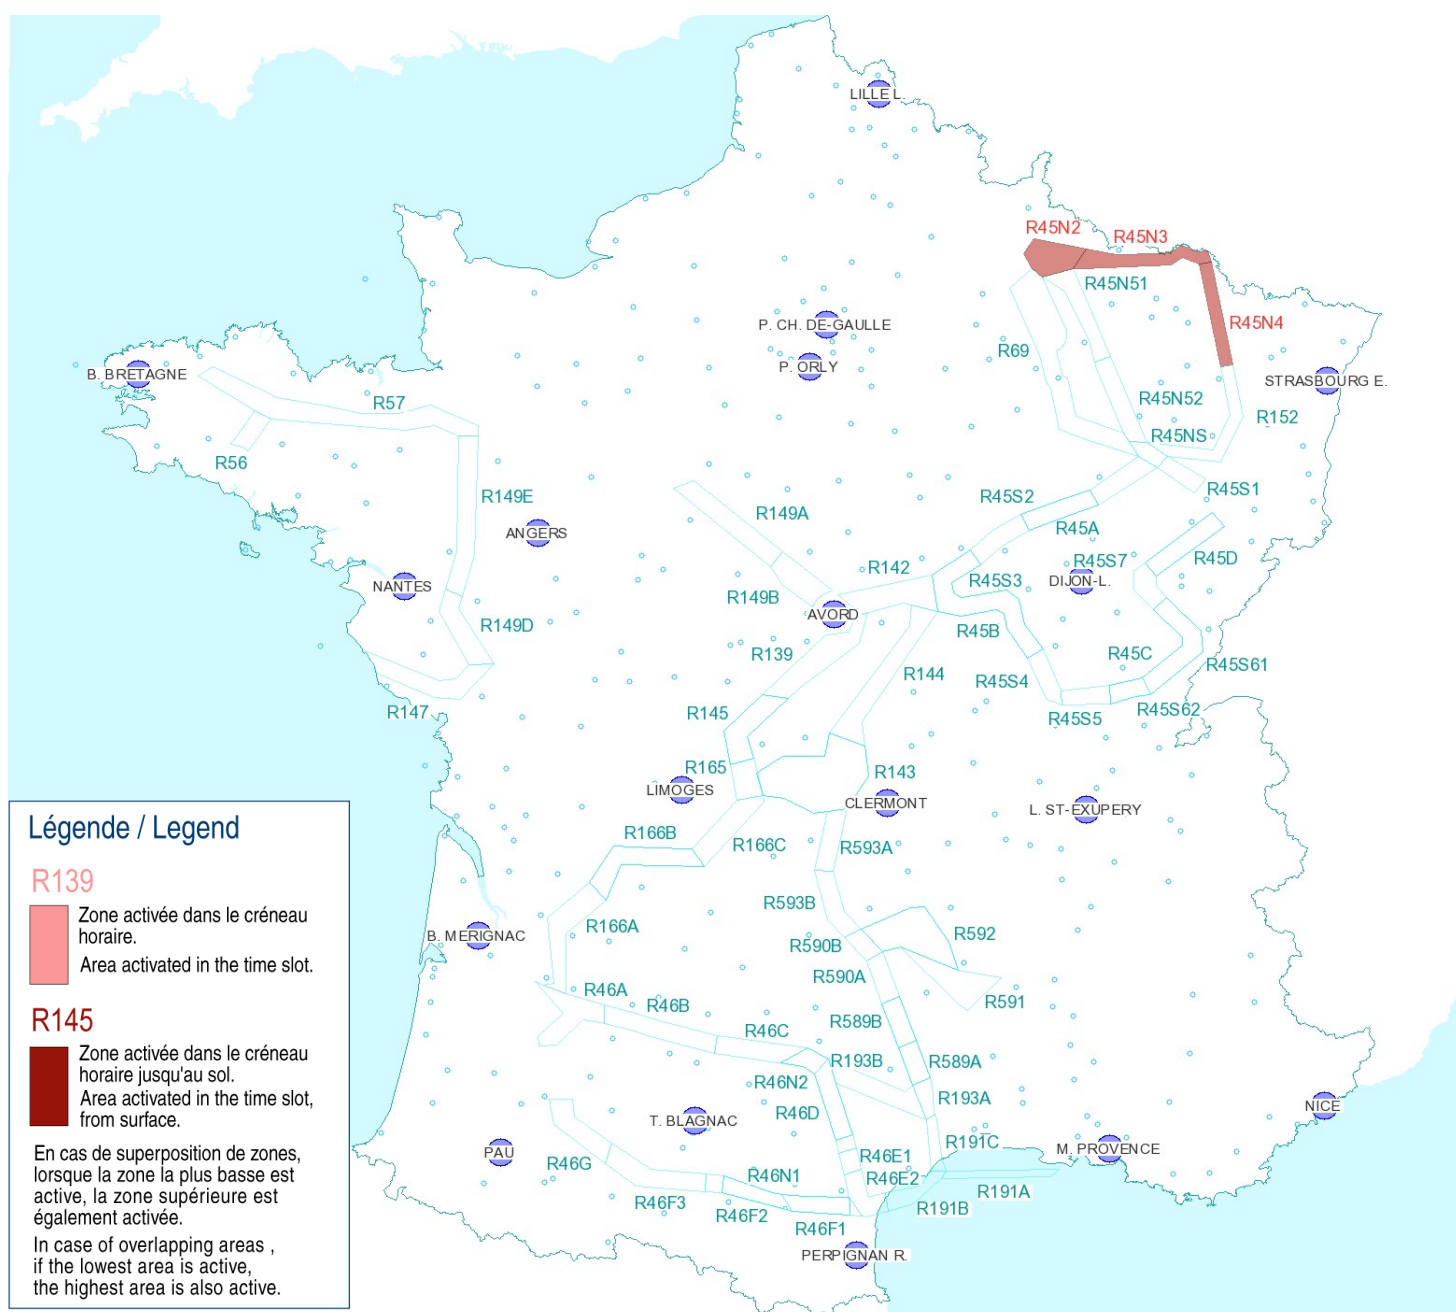 LILLE L.
R45N2
R45N3
R45N51
P. CH. DE-GAULLE
R45N4
R69
P. ORLY
B. BRETAGNE
STRASBOURG E.
R57
R45N52
R152
R45NS
R56
R149E
R45S2
R45S1
R149A
R45A
ANGERS
R45S7
R45D
R142
R45S3
DIJON-L.
NANTES
R149B
AVORD
R149D
R45B
R139
R45C
R45S61
R144
R45S4
R147
R145
R45S5
R45S62
R165
R143
LIMOGES
CLERMONT
L. ST-EXUPERY
R166B
R166C
R593A
R593B
R166A
B. MERIGNAC
R590B
R592
R590A
R46A
R591
R46B
R589B
R46C
R193B
R589A
R46N2
R193A
R46D
NICE
T. BLAGNAC
R191C
PAU
M. PROVENCE
R46E1
R46G
R46N1
R46E2
R191A
R46F3
R46F2
R191B
R46F1
PERPIGNAN R.
Légende / Legend
R139
Zone activée dans le créneau
horaire.
Area activated in the time slot.
R145
Zone activée dans le créneau
horaire jusqu'au sol.
Area activated in the time slot,
from surface.
En cas de superposition de zones,
lorsque la zone la plus basse est
active, la zone supérieure est
également activée.
In case of overlapping areas ,
if the lowest area is active,
the highest area is also active.